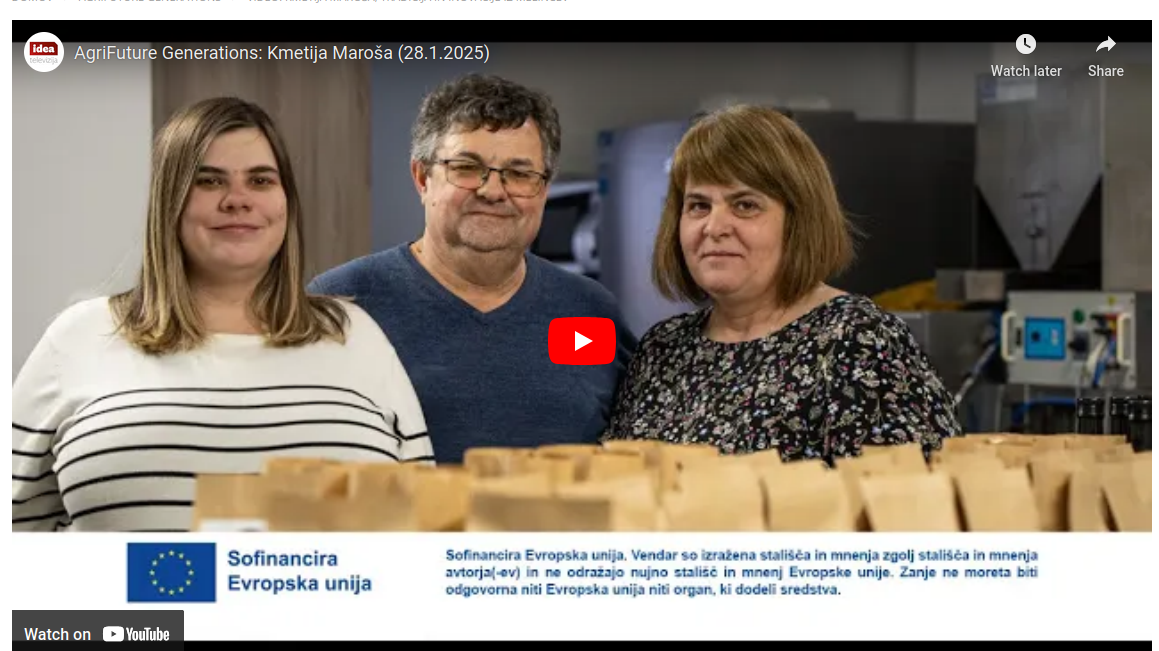 idea
televizija
AgriFuture Generations: Kmetija Maroša (28.1.2025)
Watch later
Share
Sofinancira
Evropska unija
Sofinancira Evropska unija. Vendar so izražena stališča in mnenja zgolj stališča in mnenja
avtorja(-ev) in ne odražajo nujno stališč in mnenj Evropske unije. Zanje ne moreta biti
odgovorna niti Evropska unija niti organ, ki dodeli sredstva.
Watch on YouTube